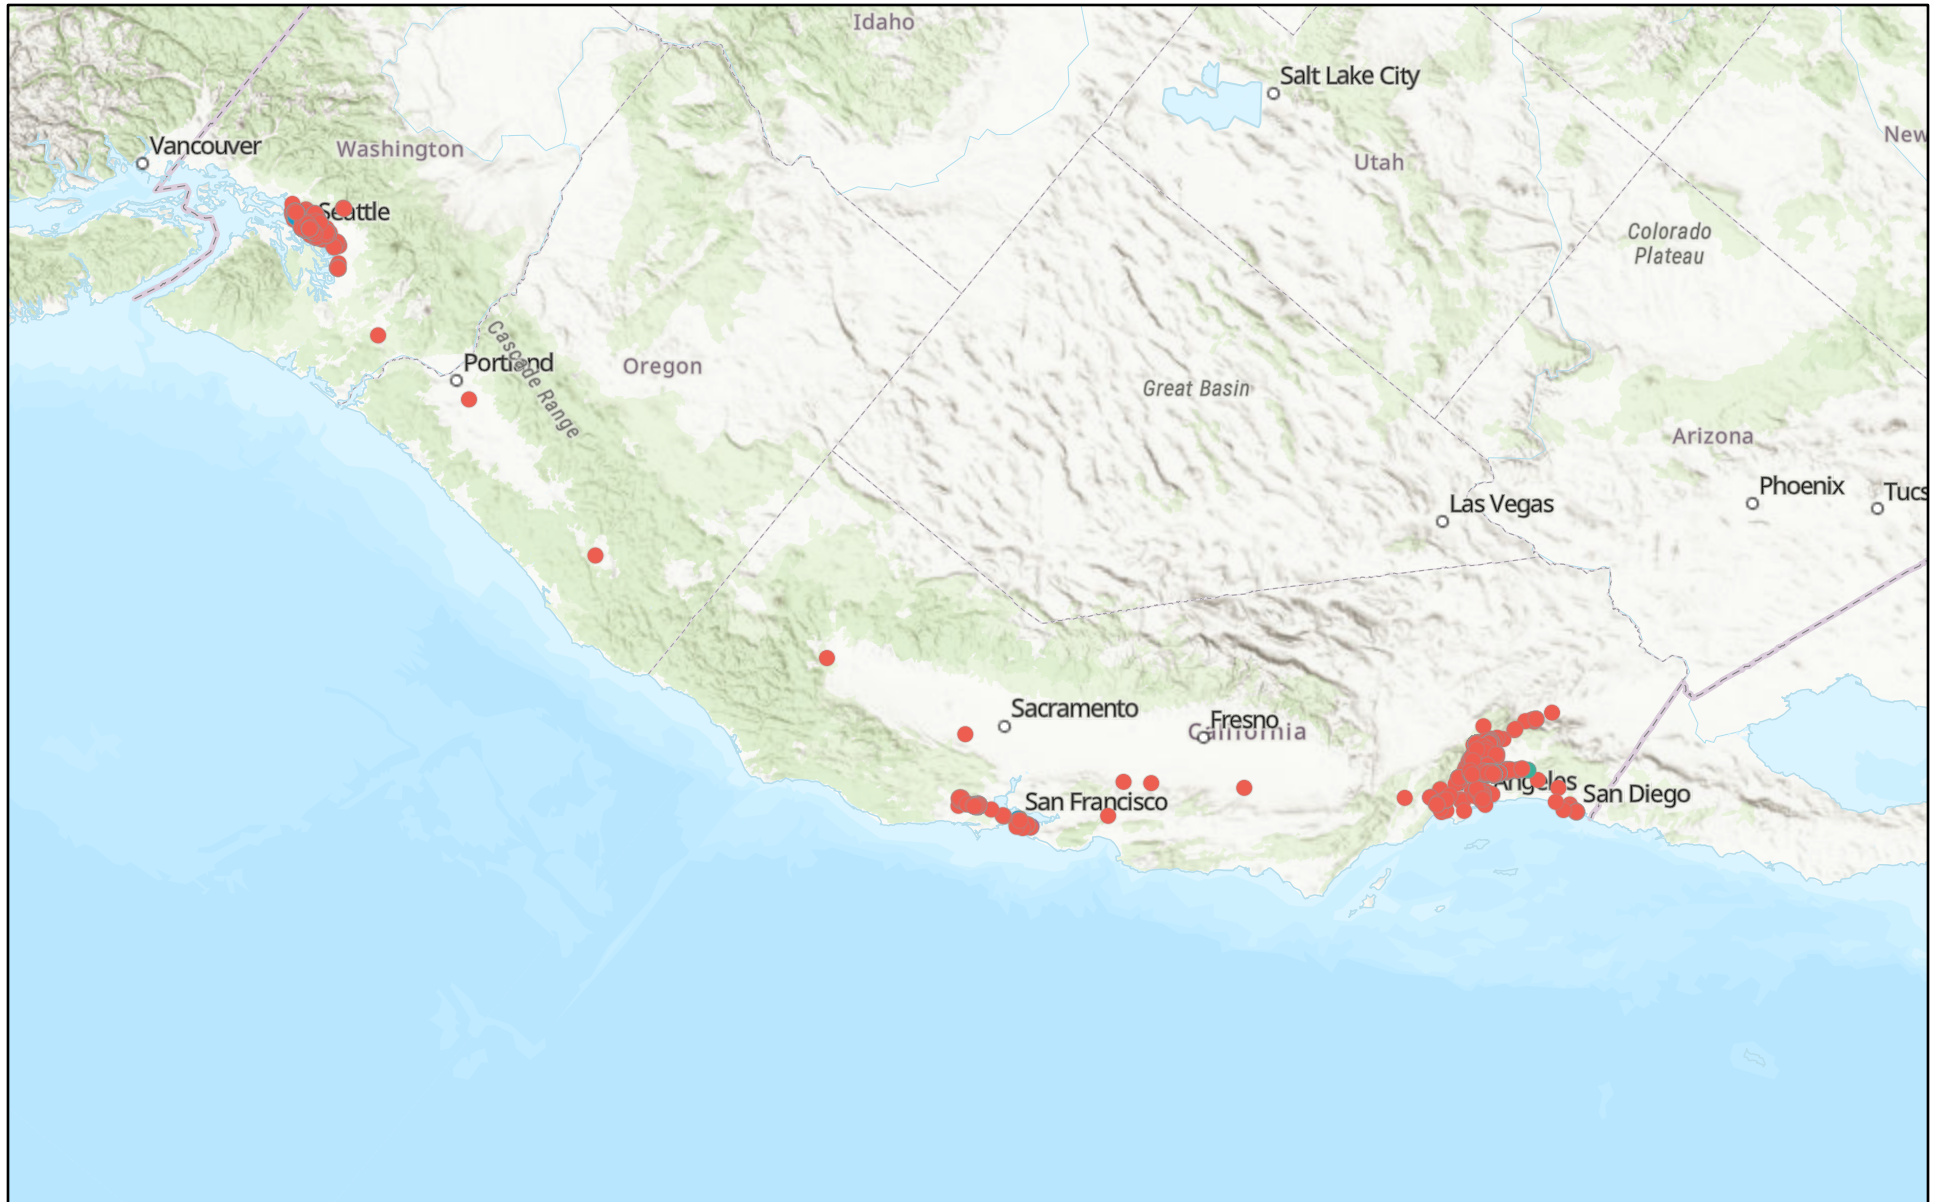 Idaho
Salt Lake City
Vancouver
Washington
New
Utah
Seattle
Colorado
Plateau
Cascade Range
Portland
Oregon
Great Basin
Arizona
Phoenix
Tucs
Las Vegas
Sacramento
Fresno
California
Angeles
San Diego
San Francisco